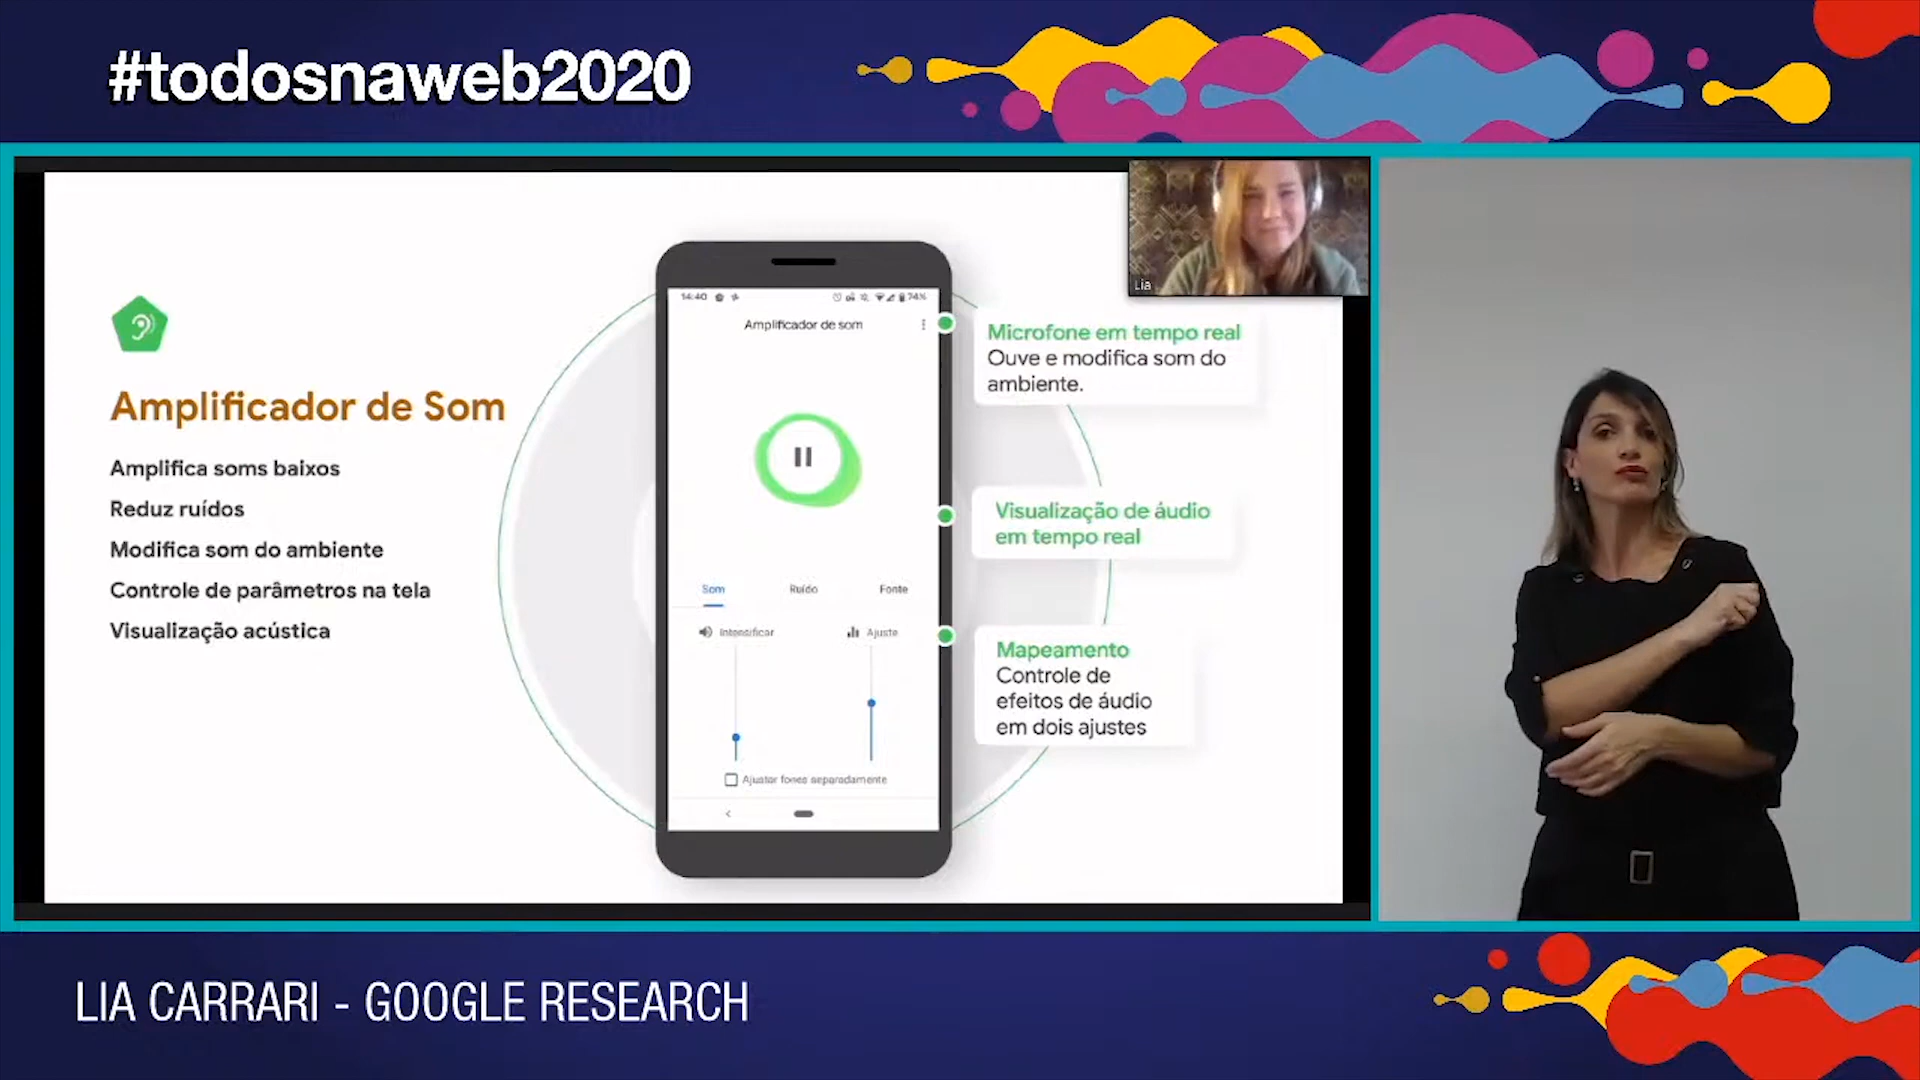 #todosnaweb2020
Lia
Amplificador de Som
Amplifica soms baixos
Reduz ruídos
Modifica som do ambiente
Controle de parâmetros na tela
Visualização acústica
14:40
74%
Amplificador de som
Som
Ruído
Fonte
Intensificar
Ajuste
Ajustar fones separadamente
Microfone em tempo real
Ouve e modifica som do
ambiente.
Visualização de áudio
em tempo real
Mapeamento
Controle de
efeitos de áudio
em dois ajustes
LIA CARRARI - GOOGLE RESEARCH